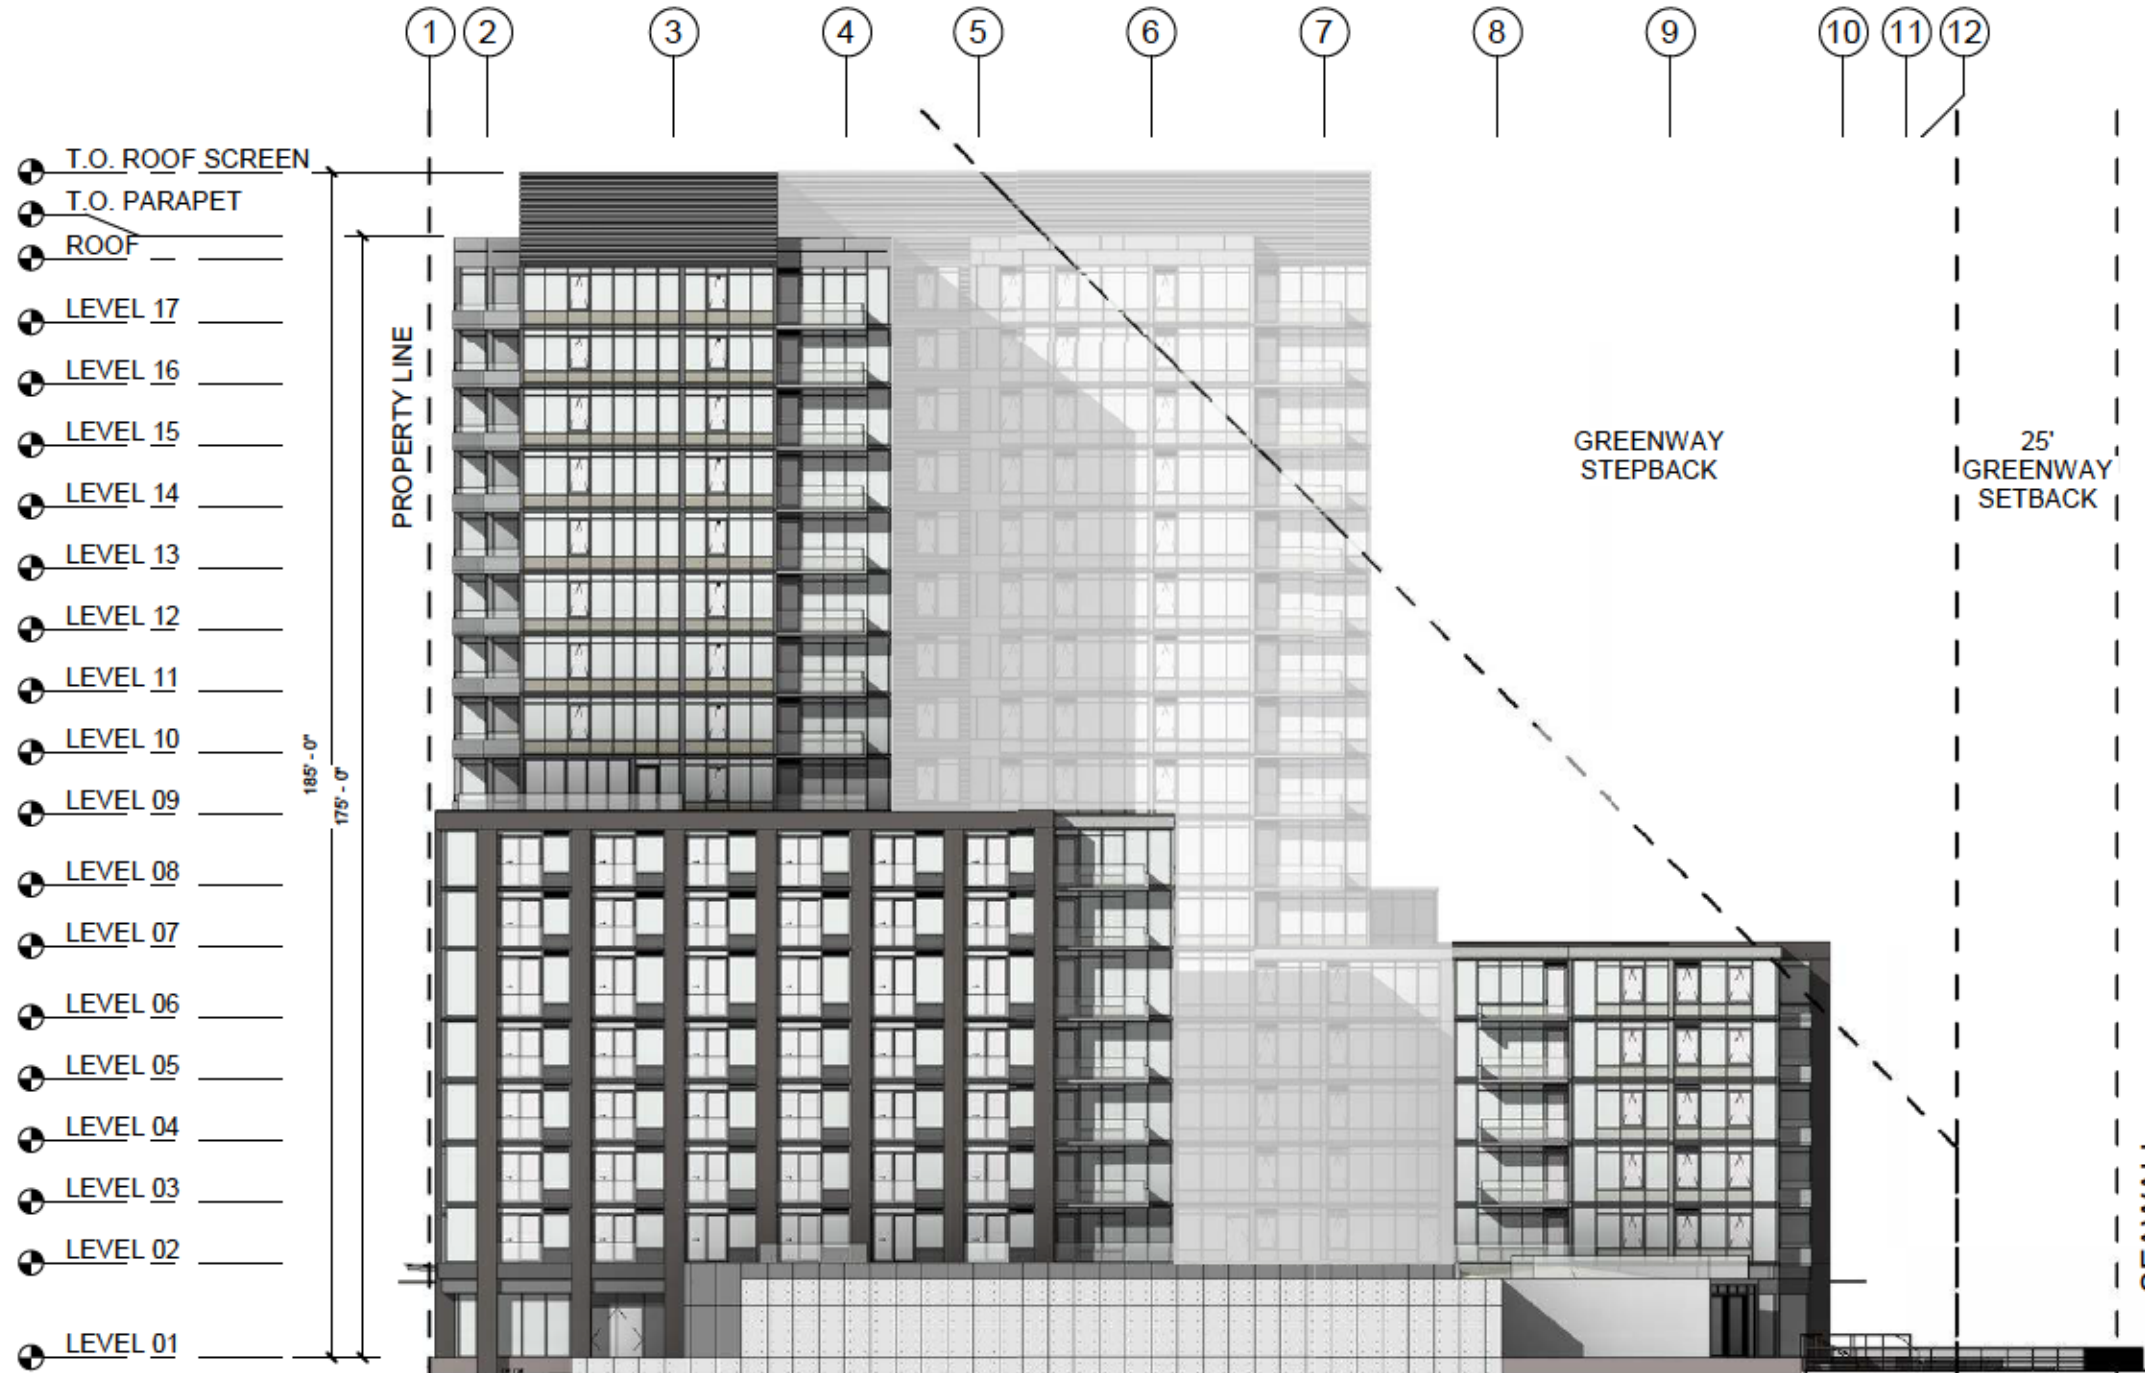 1 2 3 4 5 6 7 8 9 10 11 12
T.O. ROOF SCREEN
T.O. PARAPET
ROOF
LEVEL 17
LEVEL 16
LEVEL 15
LEVEL 14
LEVEL 13
LEVEL 12
LEVEL 11
LEVEL 10
LEVEL 09
LEVEL 08
LEVEL 07
LEVEL 06
LEVEL 05
LEVEL 04
LEVEL 03
LEVEL 02
LEVEL 01
185' - 0"
175' - 0"
PROPERTY LINE
GREENWAY
STEPBACK
25'
GREENWAY
SETBACK